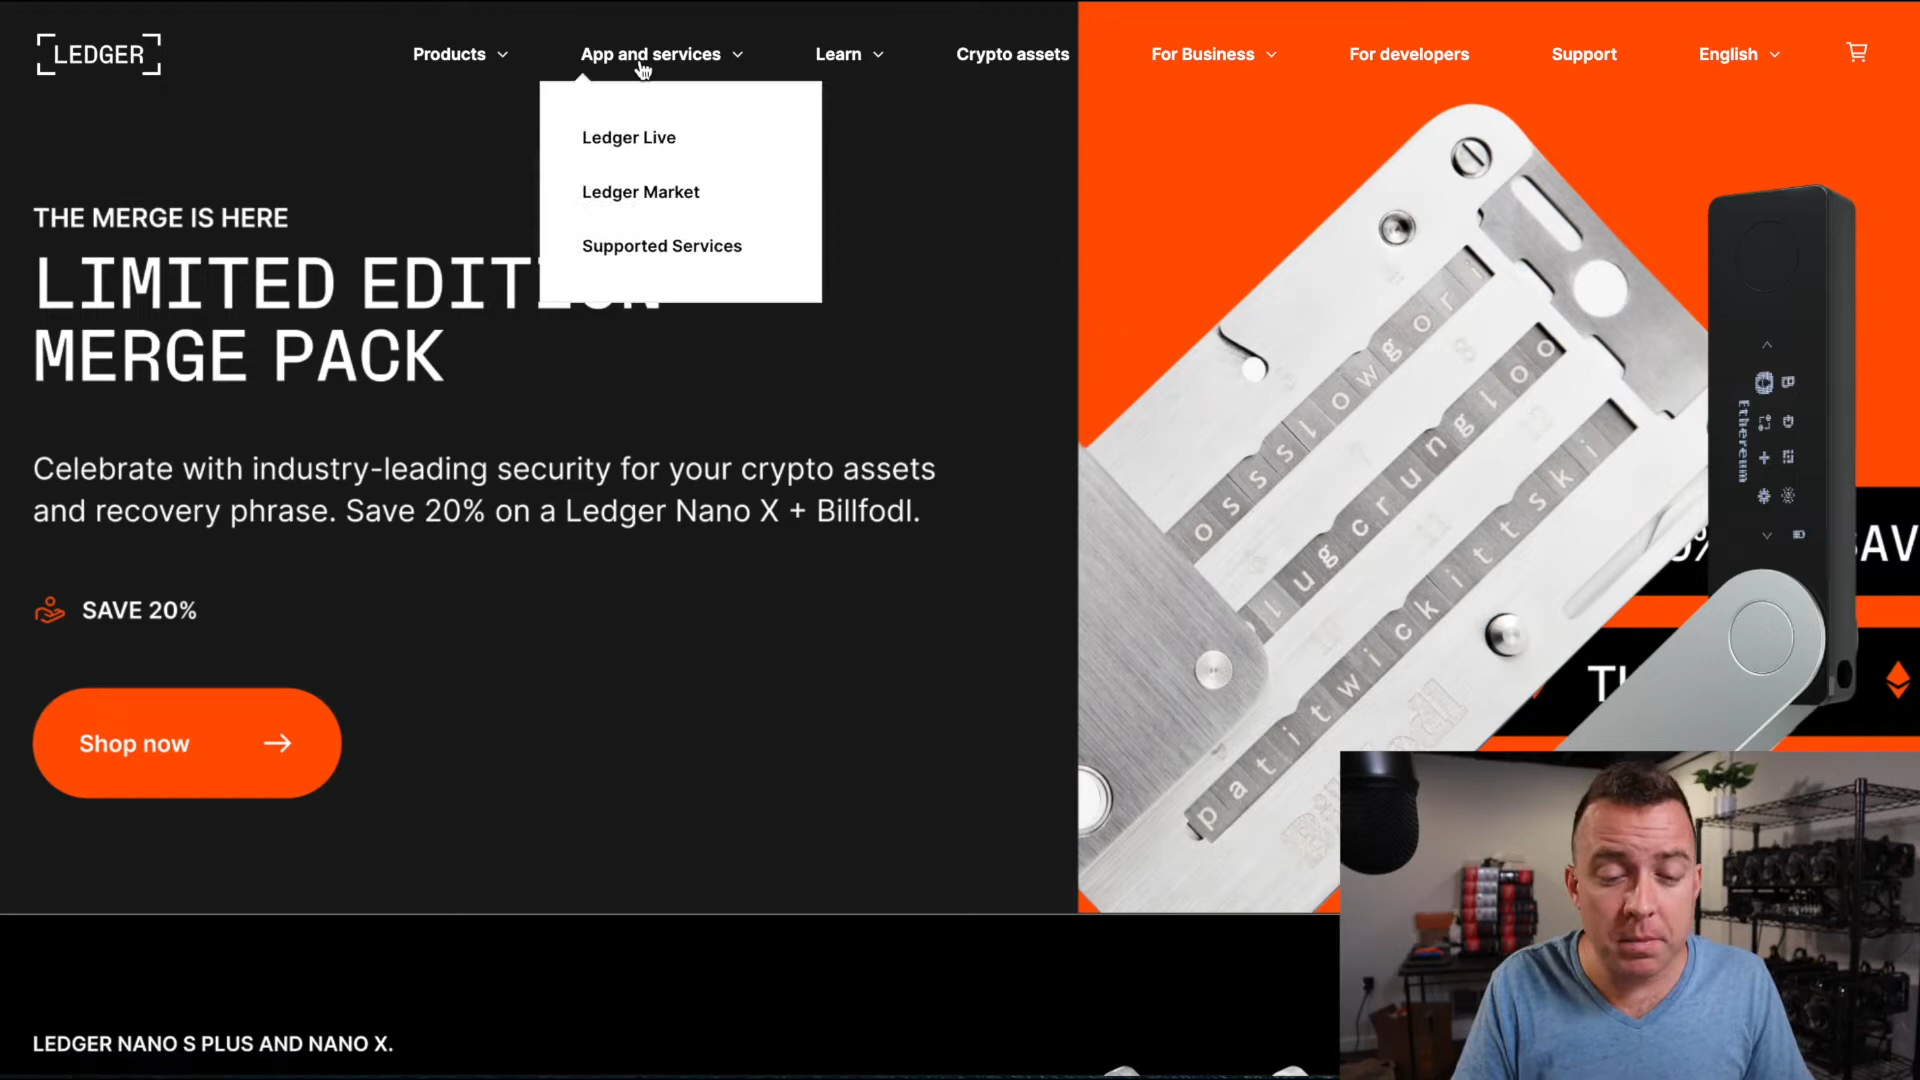 LEDGER
Products
App and services
Learn
Crypto assets
For Business
For developers
Support
English
Ledger Live
Ledger Market
Supported Services
THE MERGE IS HERE
LIMITED EDITION
MERGE PACK
Celebrate with industry-leading security for your crypto assets
and recovery phrase. Save 20% on a Ledger Nano X + Billfodl.
SAVE 20%
Shop now
Ethereum
patitwickittski
LEDGER NANO S PLUS AND NANO X.